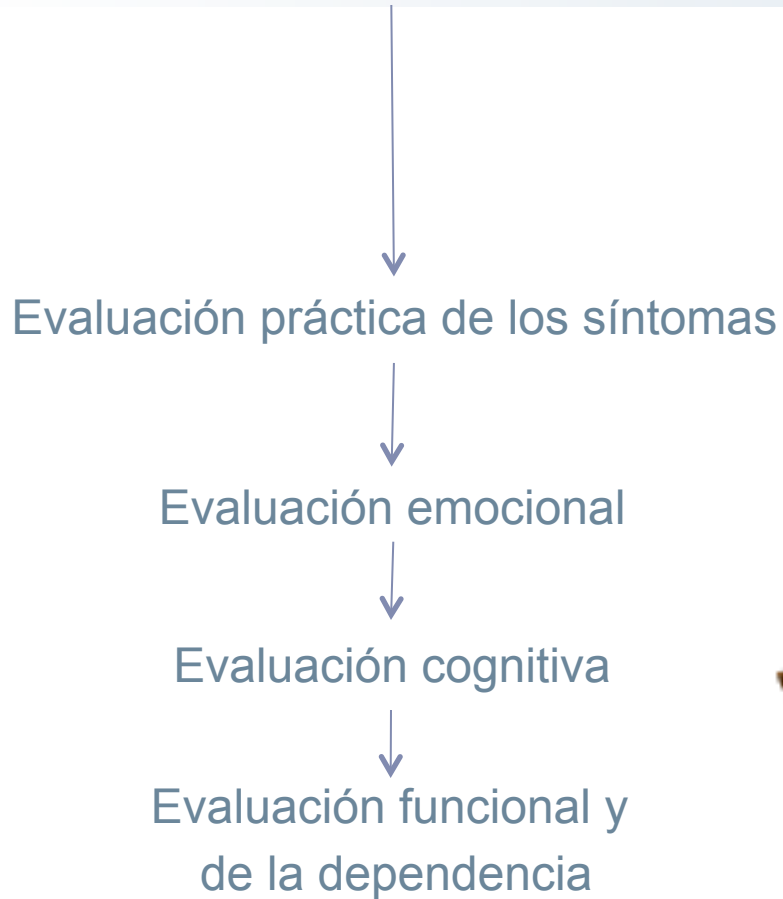 Evaluación práctica de los síntomas
Evaluación emocional
Evaluación cognitiva
Evaluación funcional y
de la dependencia